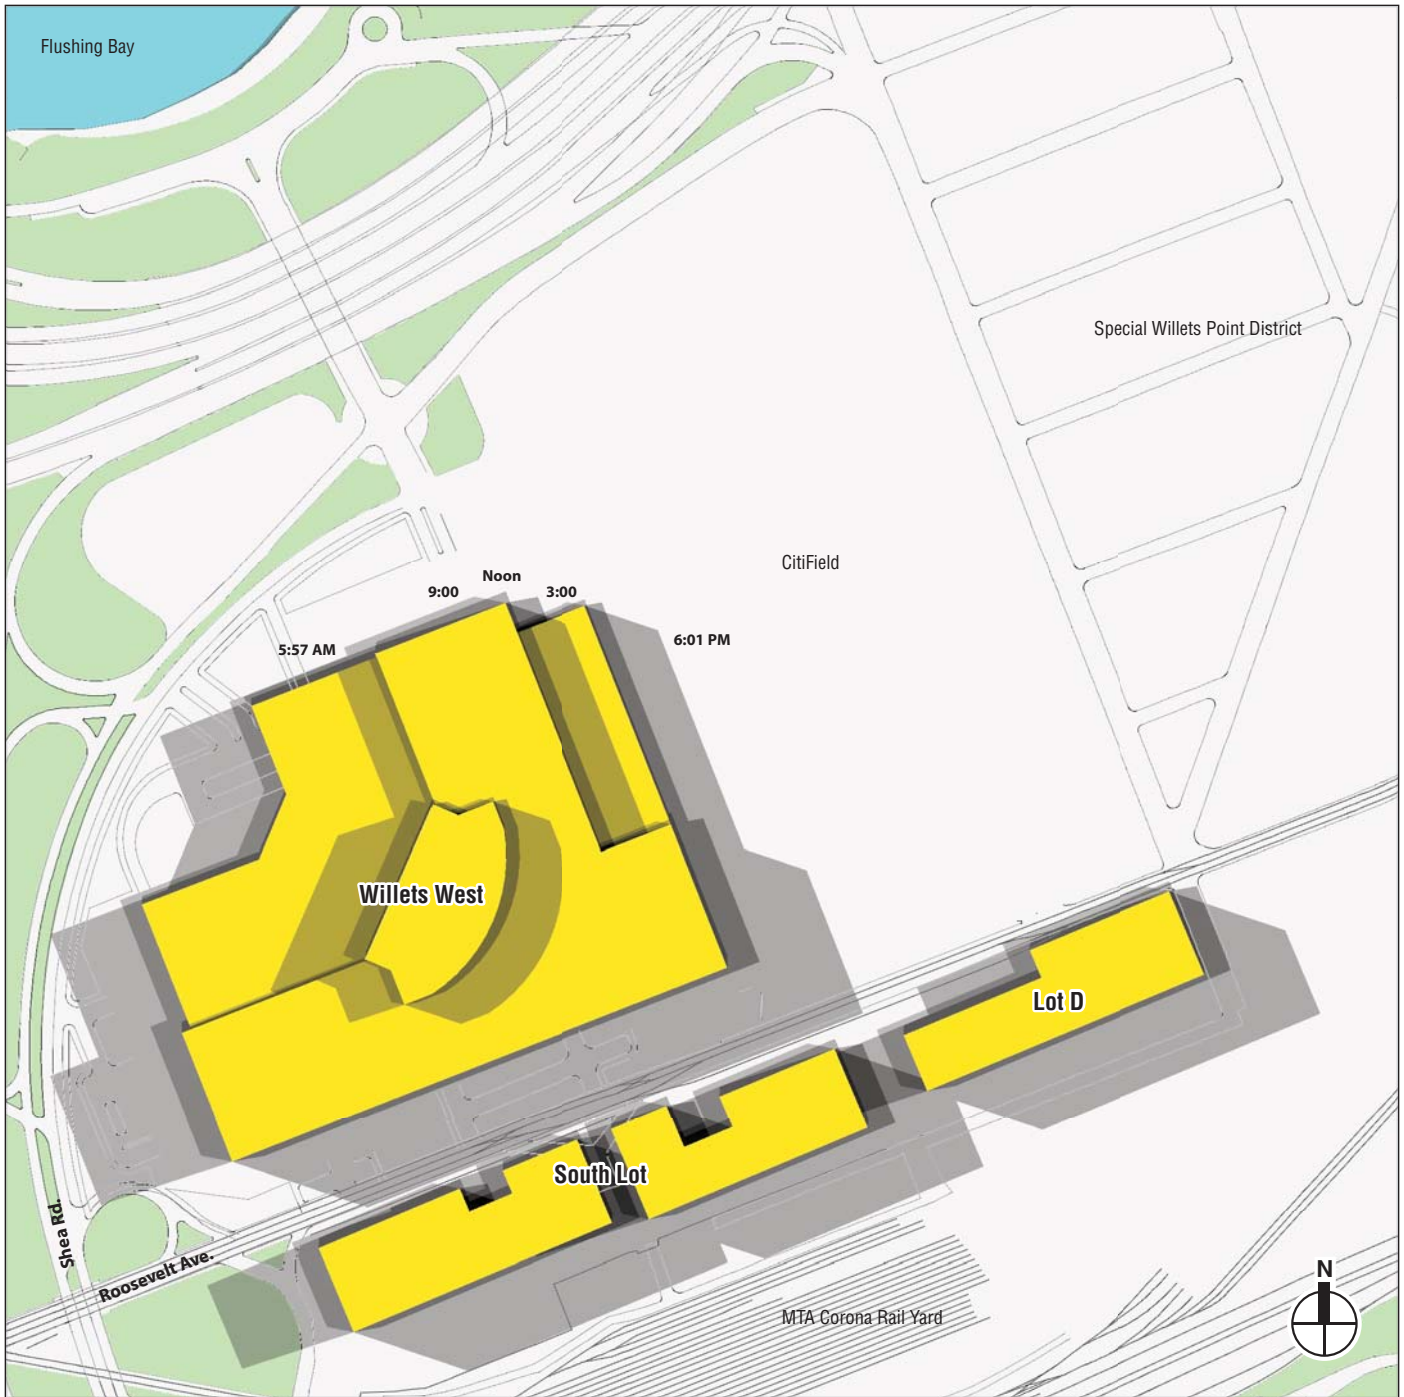 Flushing Bay
Special Willets Point District
CitiField
Noon
9:00
3:00
5:57 AM
6:01 PM
Willets West
Lot D
South Lot
Shea Rd.
Roosevelt Ave.
N
MTA Corona Rail Yard